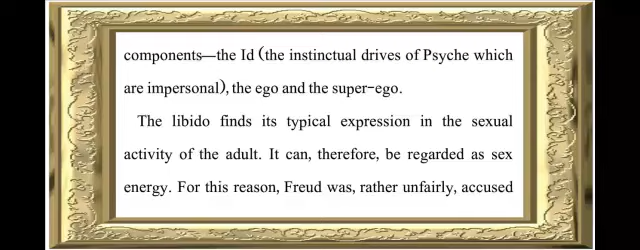 components—the Id (the instinctual drives of Psyche which
are impersonal), the ego and the super-ego.
The libido finds its typical expression in the sexual
activity of the adult. It can, therefore, be regarded as sex
energy. For this reason, Freud was, rather unfairly, accused